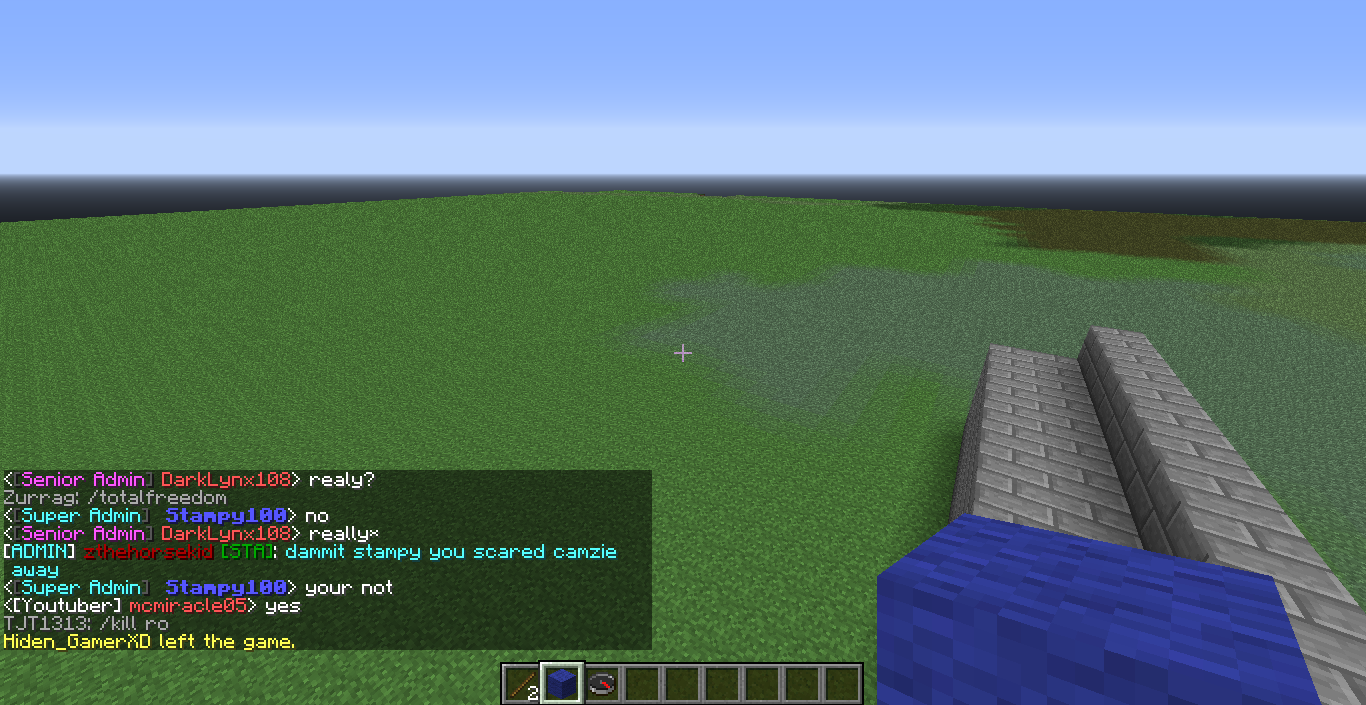 <[Senior Admin] DarkLynx108> realy?
Zurrag: /totalfreedom
<[Super Admin] Stampy100> no
<[Senior Admin] DarkLynx108> really*
[ADMIN] zthehorsekid [STA]: dammit stampy you scared camzie
away
<[Super Admin] Stampy100> your not
<[Youtuber] mcmiracle05> yes
TJT1313: /kill ro
Hiden_GamerXD left the game.
2